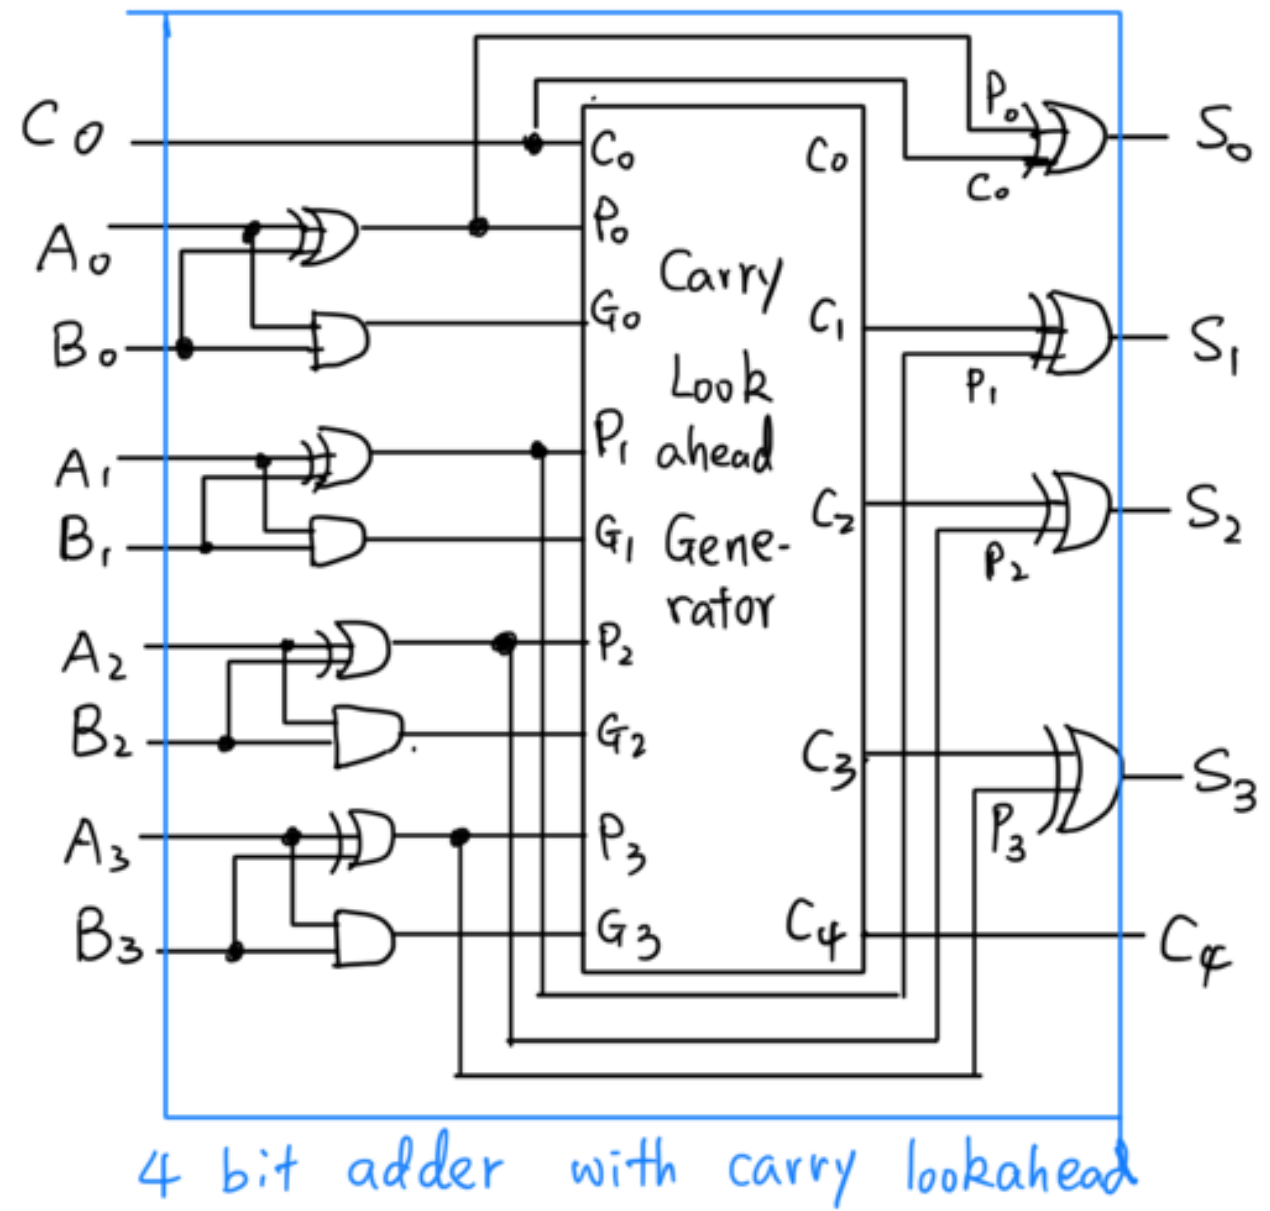 C0
A0
B0
A1
B1
A2
B2
A3
B3
C0
P0
G0
P1
G1
P2
G2
P3
G3
Carry
Look
ahead
Gene-
rator
C0
C1
C2
C3
C4
P0
C0
P1
P2
P3
S0
S1
S2
S3
C4
4 bit adder with carry lookahead